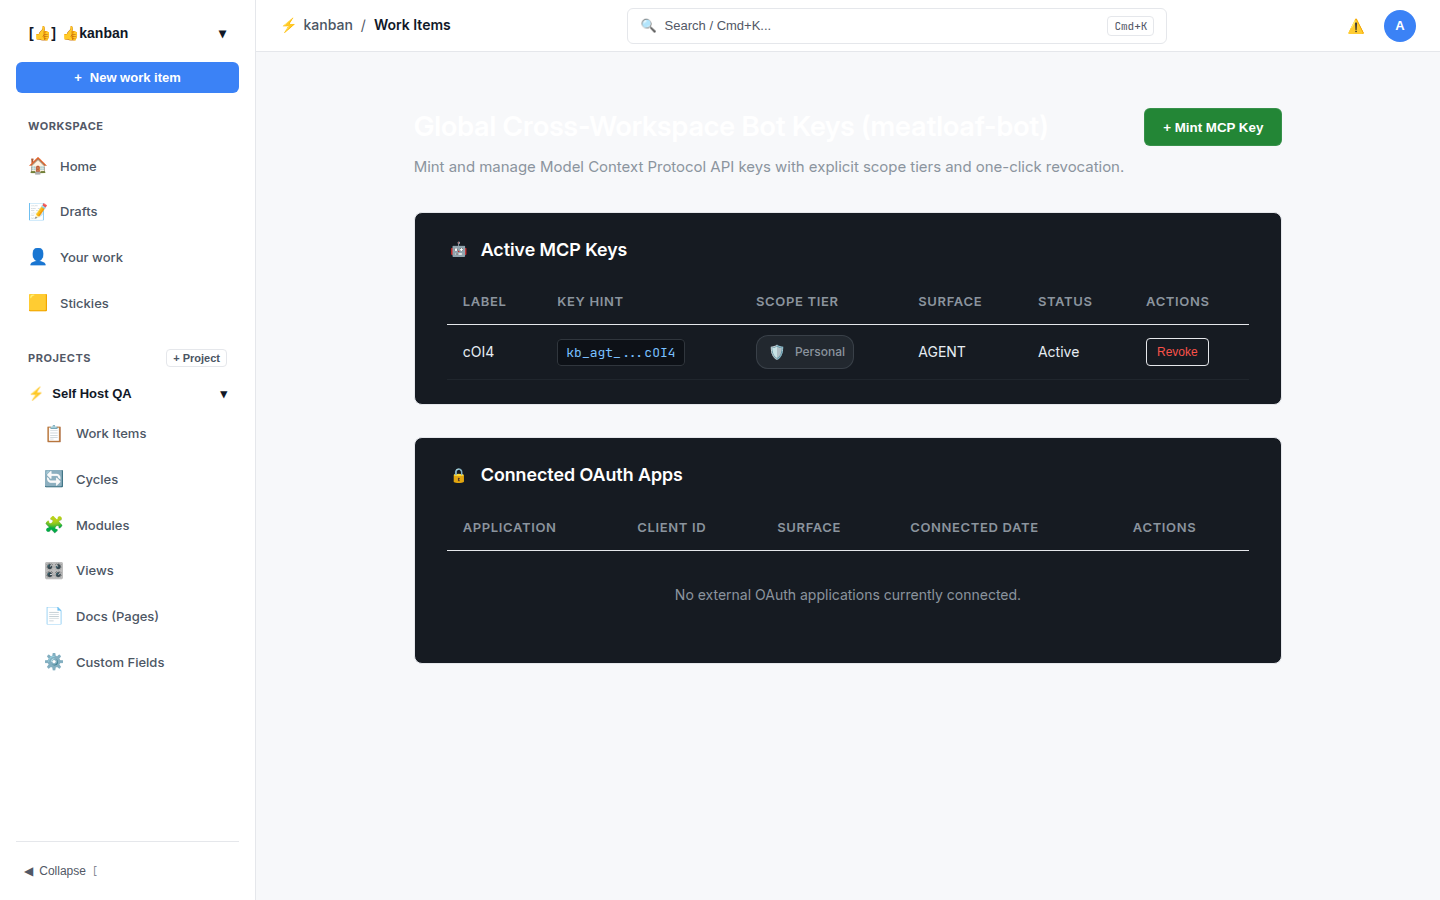 [👍] 👍kanban ▼
+ New work item
WORKSPACE
🏠 Home
📝 Drafts
👤 Your work
🟨 Stickies
PROJECTS + Project
⚡ Self Host QA ▼
📋 Work Items
🔄 Cycles
🧩 Modules
🎛️ Views
📄 Docs (Pages)
⚙️ Custom Fields
◀ Collapse [
⚡ kanban / Work Items
🔍 Search / Cmd+K... Cmd+K
⚠️ A
Global Cross-Workspace Bot Keys (meatloaf-bot)
+ Mint MCP Key
Mint and manage Model Context Protocol API keys with explicit scope tiers and one-click revocation.
🤖 Active MCP Keys
LABEL KEY HINT SCOPE TIER SURFACE STATUS ACTIONS
cOI4 kb_agt_...cOI4 🛡️ Personal AGENT Active Revoke
🔒 Connected OAuth Apps
APPLICATION CLIENT ID SURFACE CONNECTED DATE ACTIONS
No external OAuth applications currently connected.